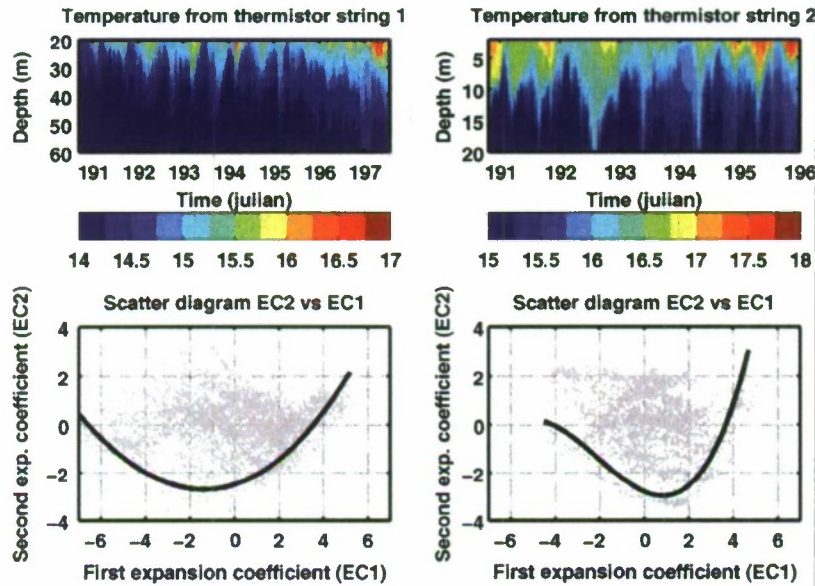 Temperature from thermistor string 1
20
30
40
50
60
Depth (m)
191 192 193 194 195 196 197
Time (julian)
14 14.5 15 15.5 16 16.5 17
Temperature from thermistor string 2
5
10
15
20
Depth (m)
191 192 193 194 195 196
Time (julian)
15 15.5 16 16.5 17 17.5 18
Scatter diagram EC2 vs EC1
4
2
0
-2
-4
Second exp. coefficient (EC2)
-6 -4 -2 0 2 4 6
First expansion coefficient (EC1)
Scatter diagram EC2 vs EC1
4
2
0
-2
-4
Second exp. coefficient (EC2)
-6 -4 -2 0 2 4 6
First expansion coefficient (EC1)